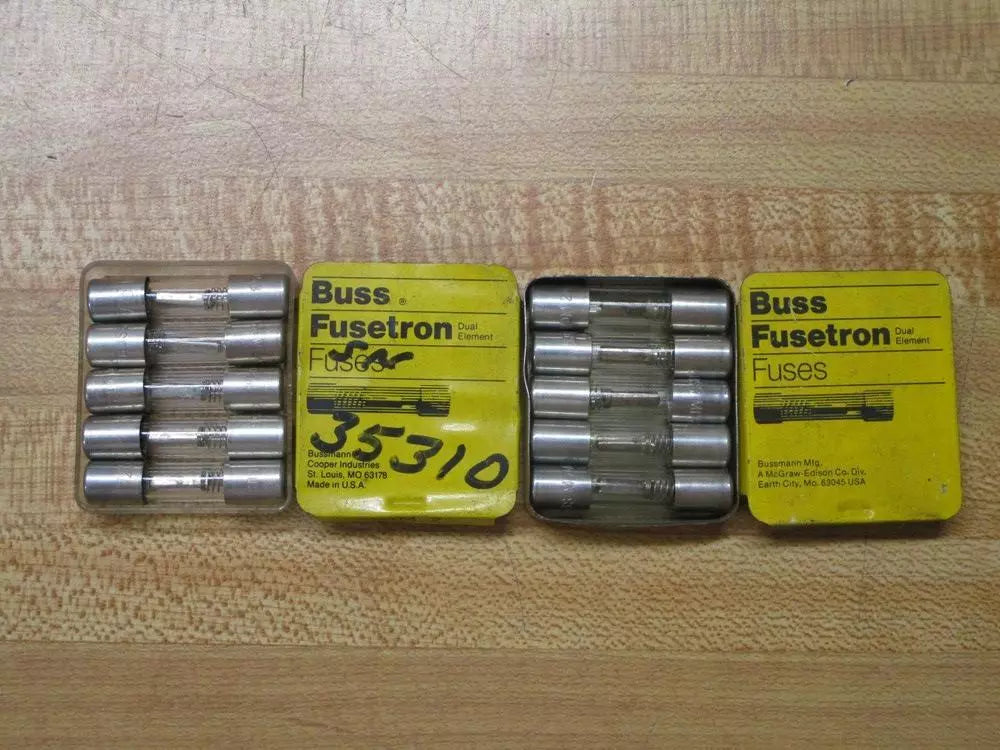 Buss ®
Fusetron Dual
Element
Fuses
35310
Bussmann
Cooper Industries
St. Louis, MO 63178
Made in U.S.A.
Buss
Fusetron Dual
Element
Fuses
Bussmann Mfg.
A McGraw-Edison Co. Div.
Earth City, Mo. 63045 USA